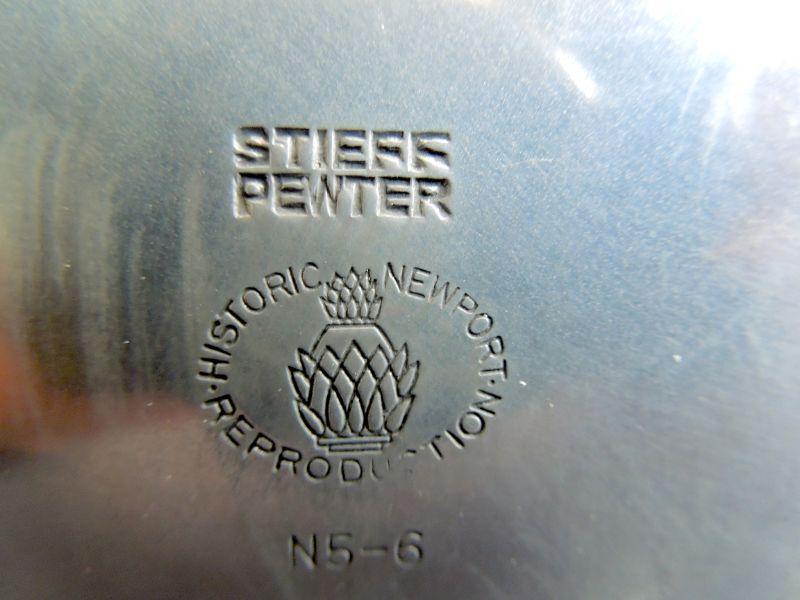 STIEFF
PEWTER
HISTORIC NEWPORT
· REPRODUCTION ·
N5-6